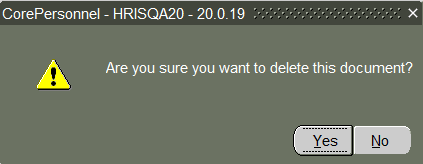 CorePersonnel - HRISQA20 - 20.0.19
Are you sure you want to delete this document?
Yes No